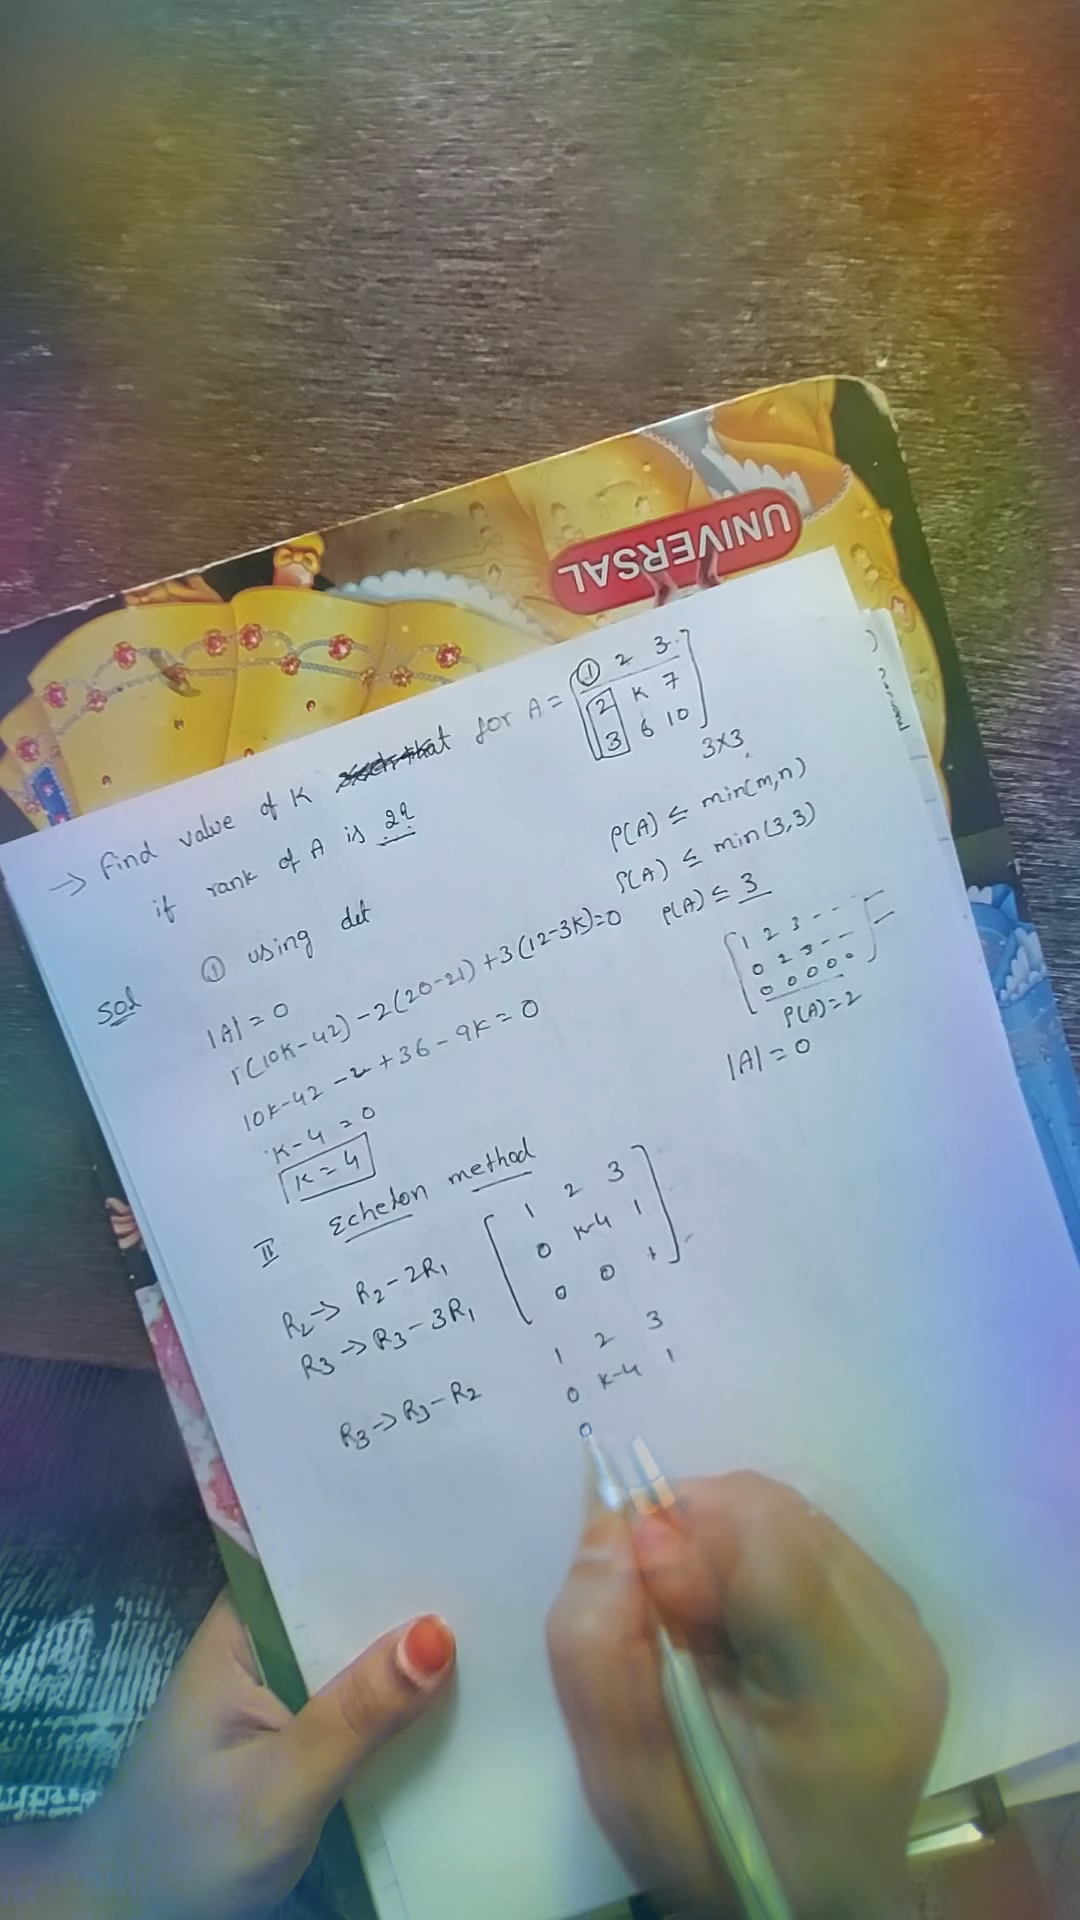 UNIVERSAL
→ Find value of K for A = [1 2 3
2 K 7
3 6 10]
3×3
if rank of A is 2
ρ(A) ≤ min(m,n)
ρ(A) ≤ min(3,3)
ρ(A) ≤ 3
Sol ① using det
|A| = 0
1(10K-42) -2(20-21) +3(12-3K)=0
10K-42 -2 +36 - 9K = 0
K-4 = 0
K = 4
[1 2 3 --
0 2 3 --
0 0 0 0] =
ρ(A)=2
|A| = 0
II Echelon method
R2 → R2 - 2R1
R3 → R3 - 3R1
[1 2 3
0 K-4 1
0 0 1]
R3 → R3 - R2
1 2 3
0 K-4 1
0